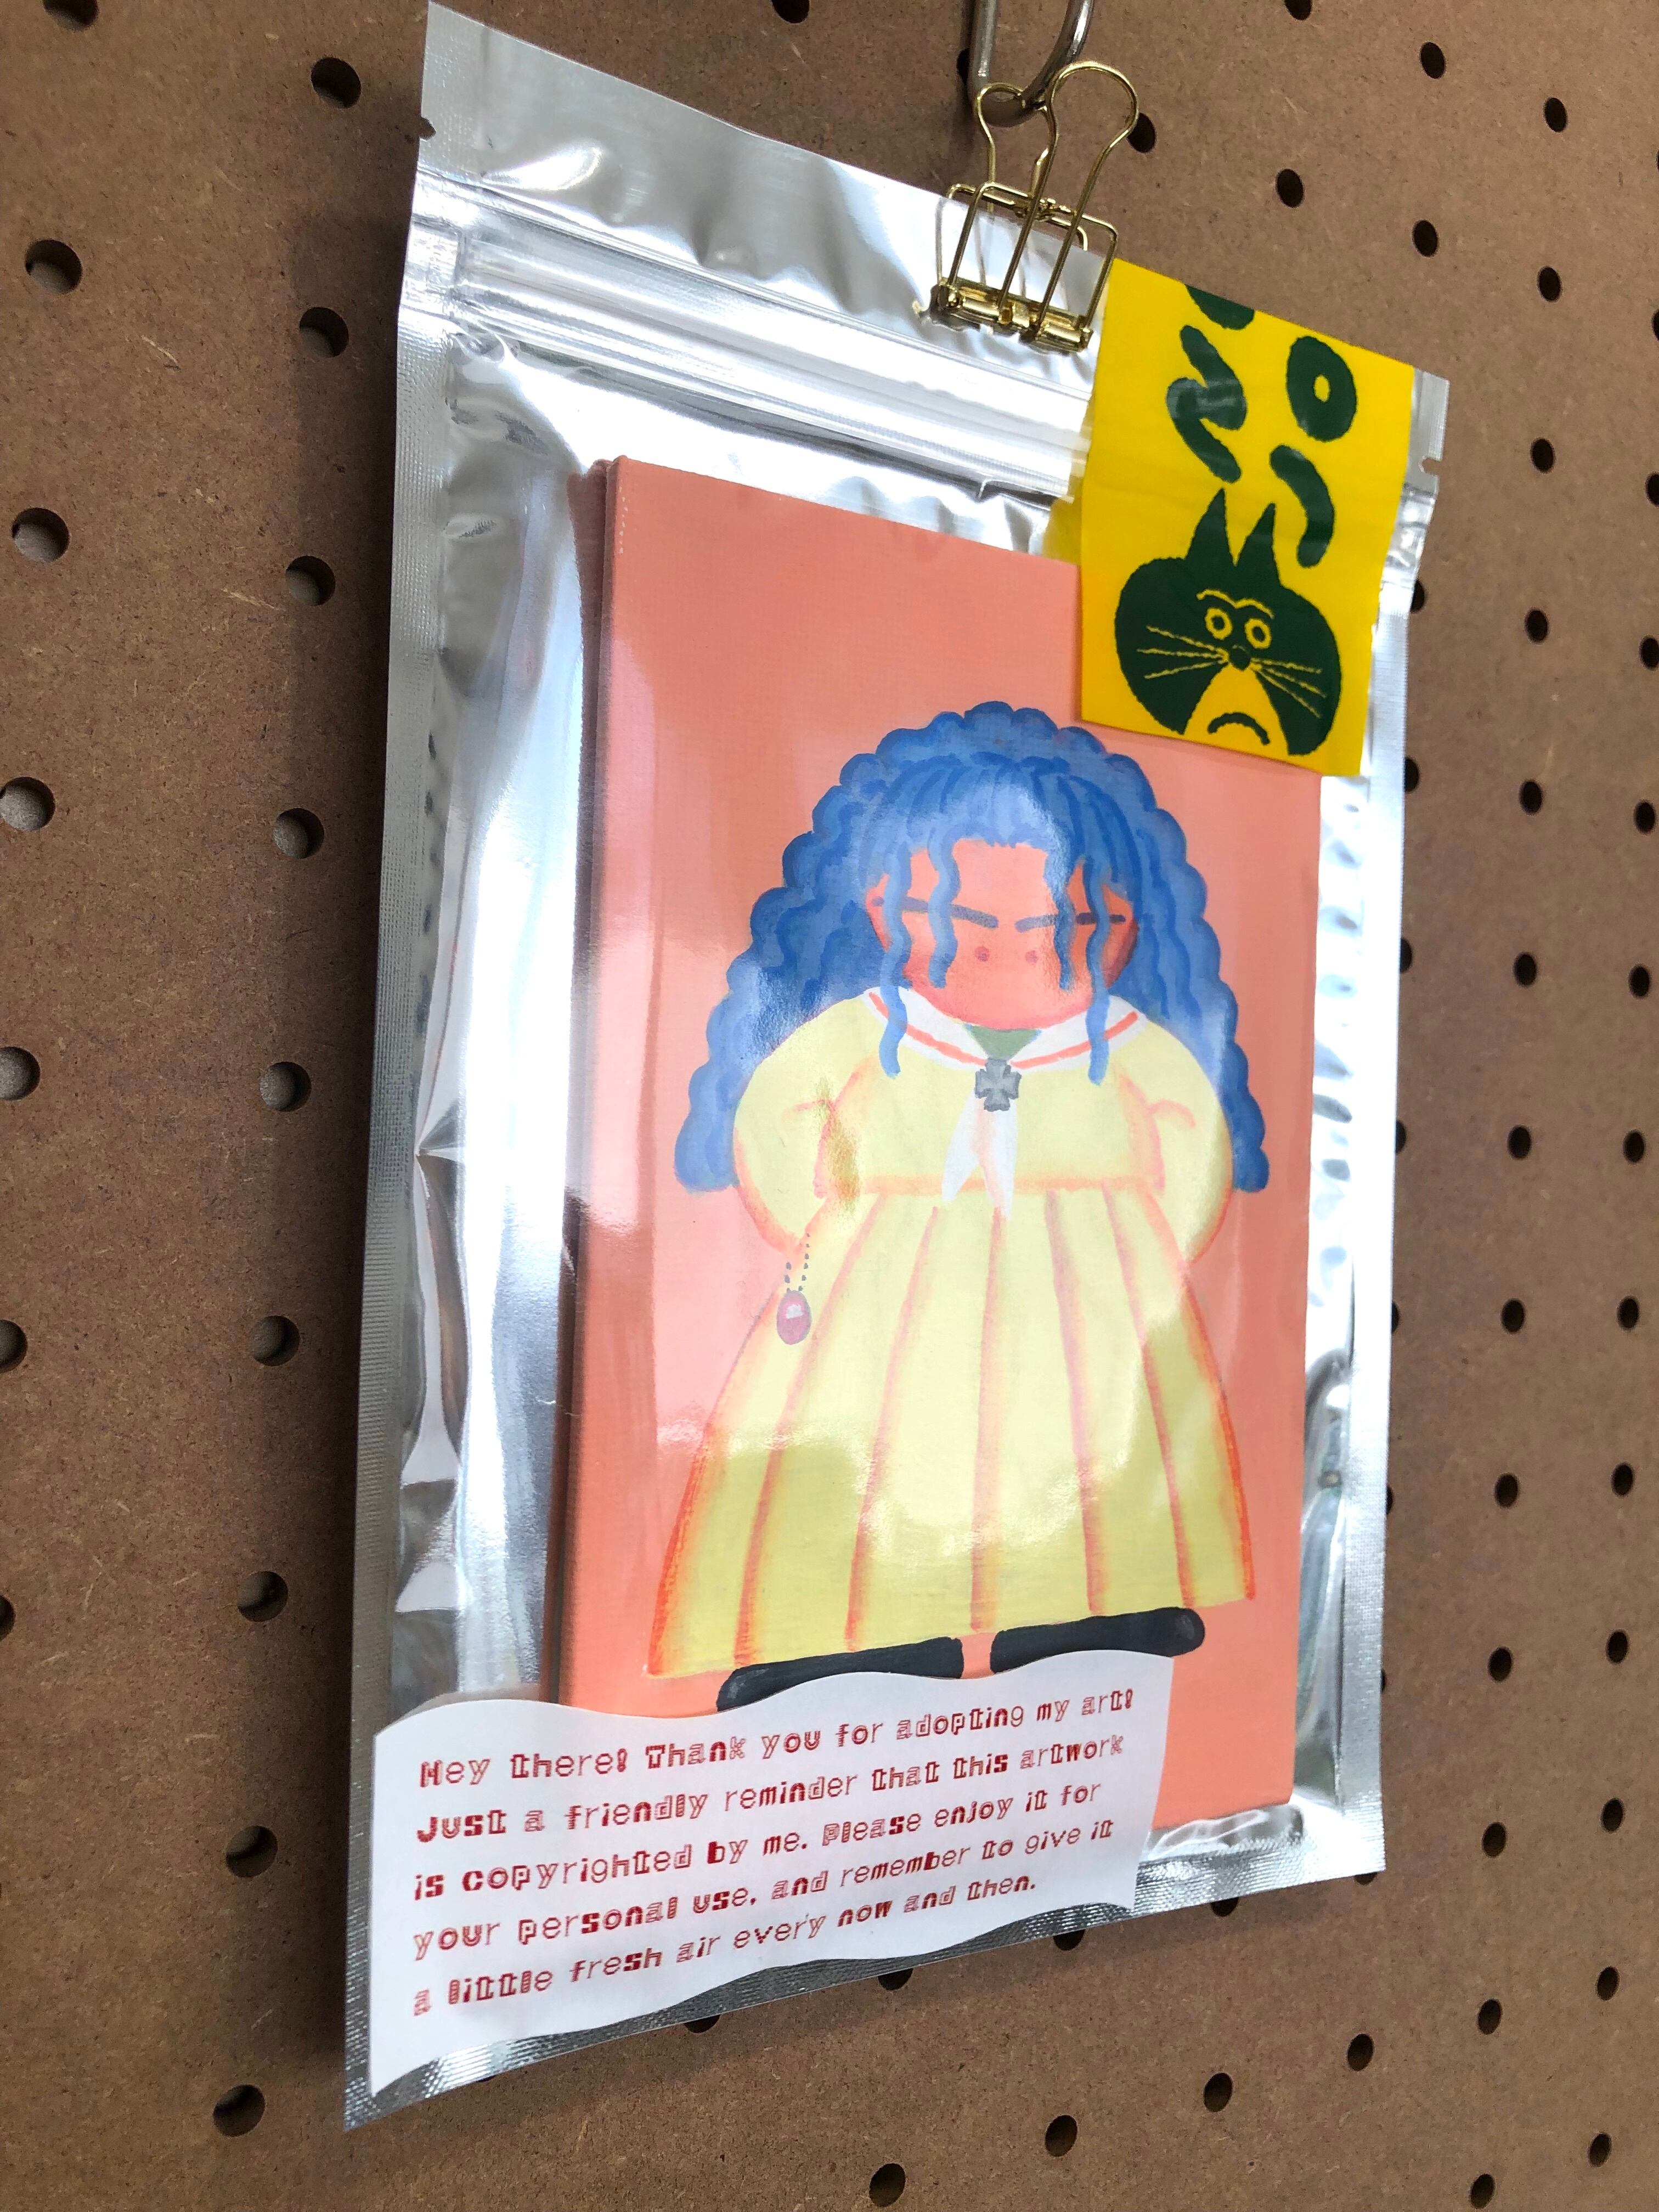 Hey there! Thank you for adopting my art!
Just a friendly reminder that this artwork
is copyrighted by me. Please enjoy it for
your personal use, and remember to give it
a little fresh air every now and then.